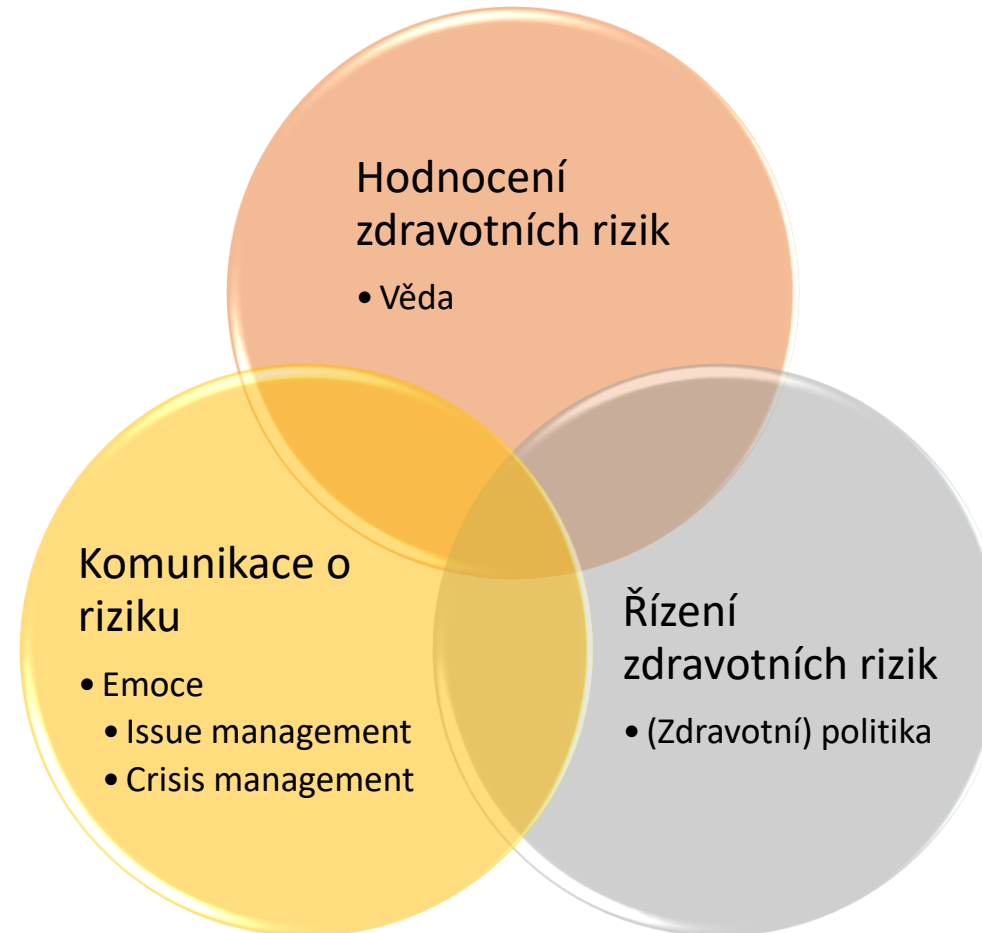 Hodnocení
zdravotních rizik
• Věda
Komunikace o
riziku
• Emoce
• Issue management
• Crisis management
Řízení
zdravotních rizik
• (Zdravotní) politika